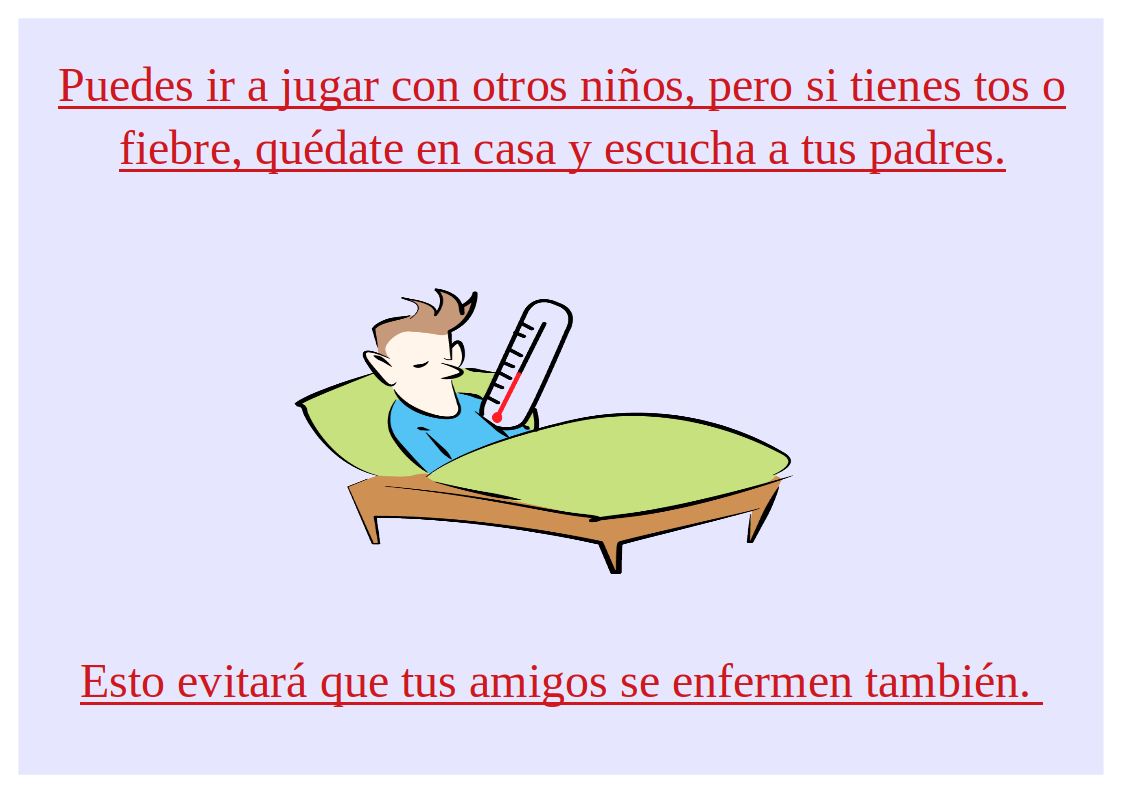 Puedes ir a jugar con otros niños, pero si tienes tos o
fiebre, quédate en casa y escucha a tus padres.
Esto evitará que tus amigos se enfermen también.